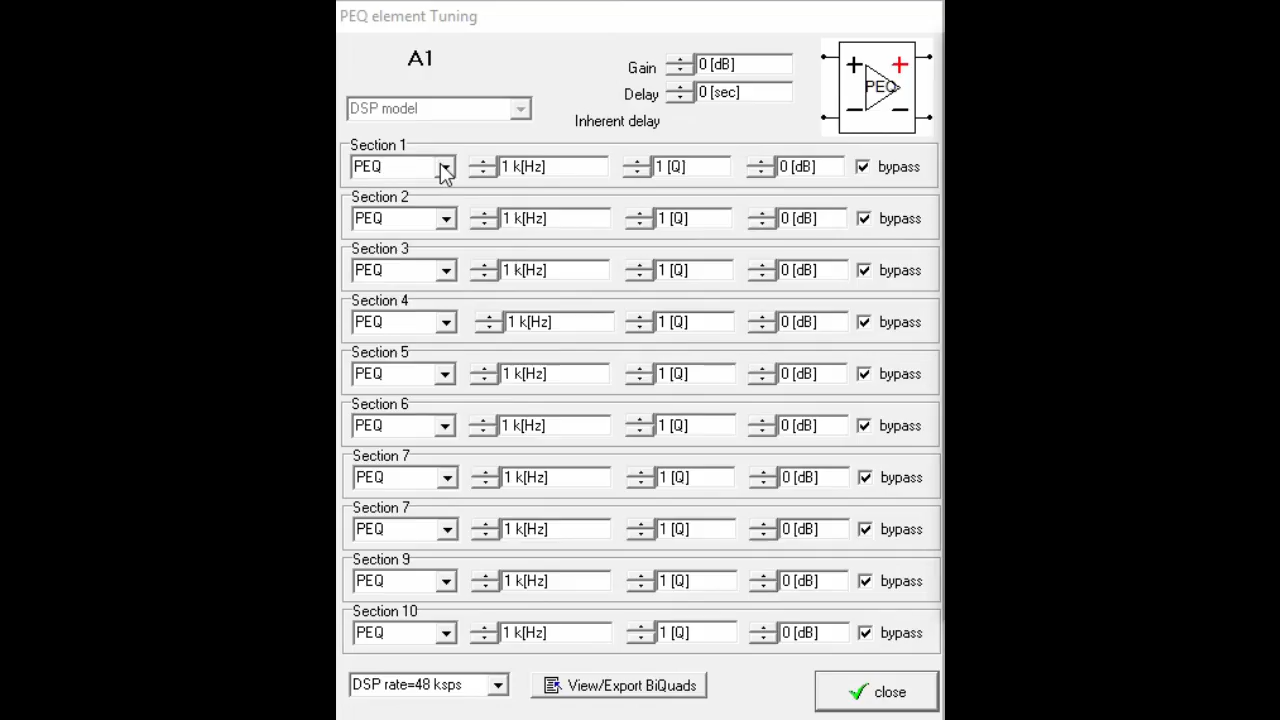 PEQ element Tuning
A1
Gain 0 [dB]
DSP model
Delay 0 [sec]
Inherent delay
PEQ
Section 1
PEQ 1 k[Hz] 1 [Q] 0 [dB] bypass
Section 2
PEQ 1 k[Hz] 1 [Q] 0 [dB] bypass
Section 3
PEQ 1 k[Hz] 1 [Q] 0 [dB] bypass
Section 4
PEQ 1 k[Hz] 1 [Q] 0 [dB] bypass
Section 5
PEQ 1 k[Hz] 1 [Q] 0 [dB] bypass
Section 6
PEQ 1 k[Hz] 1 [Q] 0 [dB] bypass
Section 7
PEQ 1 k[Hz] 1 [Q] 0 [dB] bypass
Section 7
PEQ 1 k[Hz] 1 [Q] 0 [dB] bypass
Section 9
PEQ 1 k[Hz] 1 [Q] 0 [dB] bypass
Section 10
PEQ 1 k[Hz] 1 [Q] 0 [dB] bypass
DSP rate=48 ksps View/Export BiQuads close